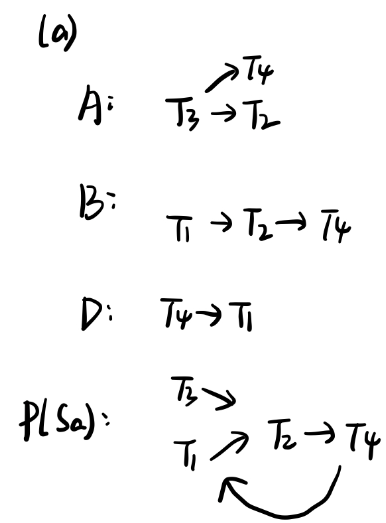 (a)
T4
A: T3 → T2
B: T1 → T2 → T4
D: T4 → T1
T3
P(Sa): T2 → T4
T1